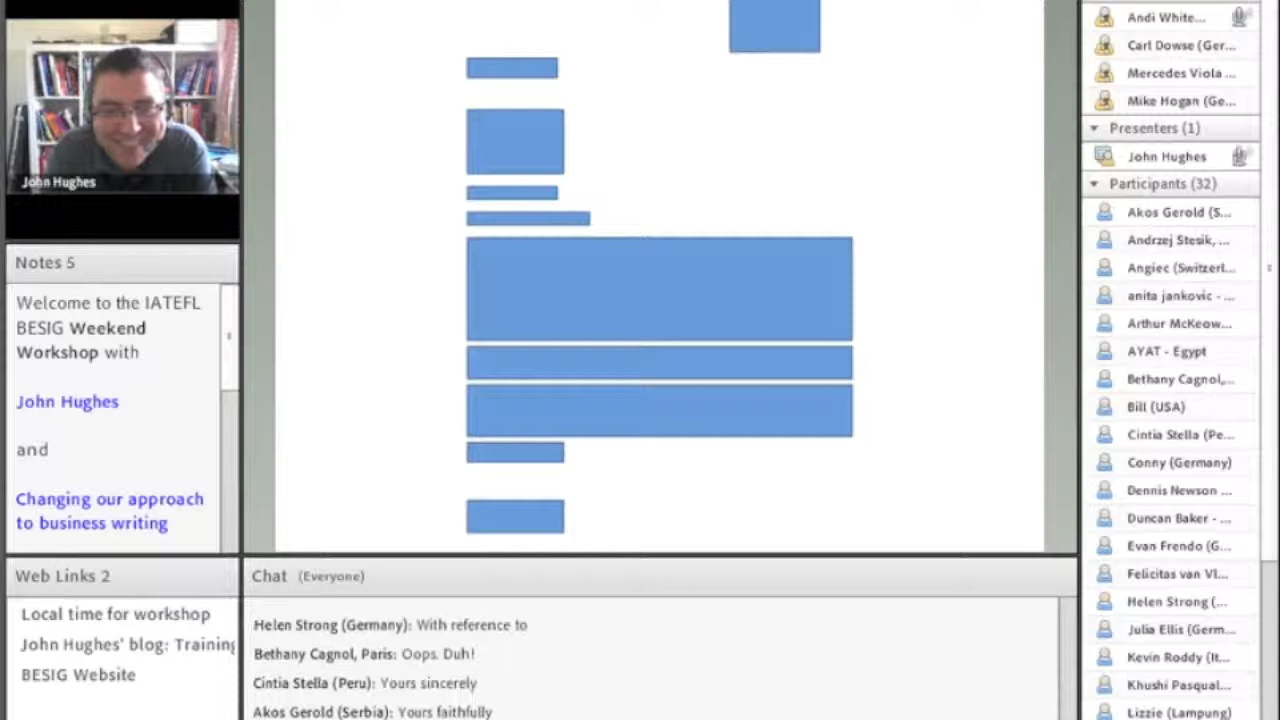 John Hughes
Notes 5
Welcome to the IATEFL
BESIG Weekend
Workshop with
John Hughes
and
Changing our approach
to business writing
Web Links 2
Local time for workshop
John Hughes' blog: Training
BESIG Website
Chat (Everyone)
Helen Strong (Germany): With reference to
Bethany Cagnol, Paris: Oops. Duh!
Cintia Stella (Peru): Yours sincerely
Akos Gerold (Serbia): Yours faithfully
Andi White...
Carl Dowse (Ger...
Mercedes Viola ...
Mike Hogan (Ge...
Presenters (1)
John Hughes
Participants (32)
Akos Gerold (S...
Andrzej Stesik, ...
Angiec (Switzerl...
anita jankovic - ...
Arthur McKeow...
AYAT - Egypt
Bethany Cagnol,...
Bill (USA)
Cintia Stella (Pe...
Conny (Germany)
Dennis Newson ...
Duncan Baker - ...
Evan Frendo (G...
Felicitas van Vl...
Helen Strong (...
Julia Ellis (Germ...
Kevin Roddy (It...
Khushi Pasqual...
Lizzie (Lampung)